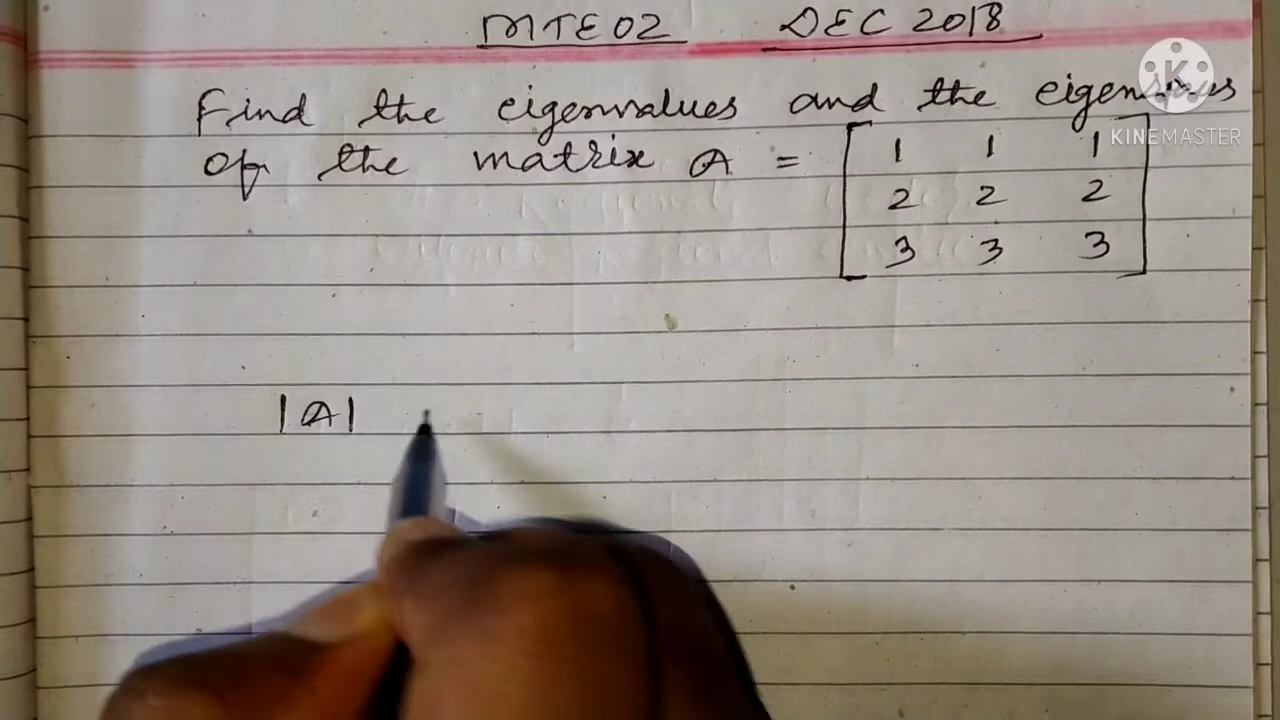 MTE02 DEC 2018
Find the eigenvalues and the
of the matrix A =
1 1 1
2 2 2
3 3 3
|A|
K
KINEMASTER